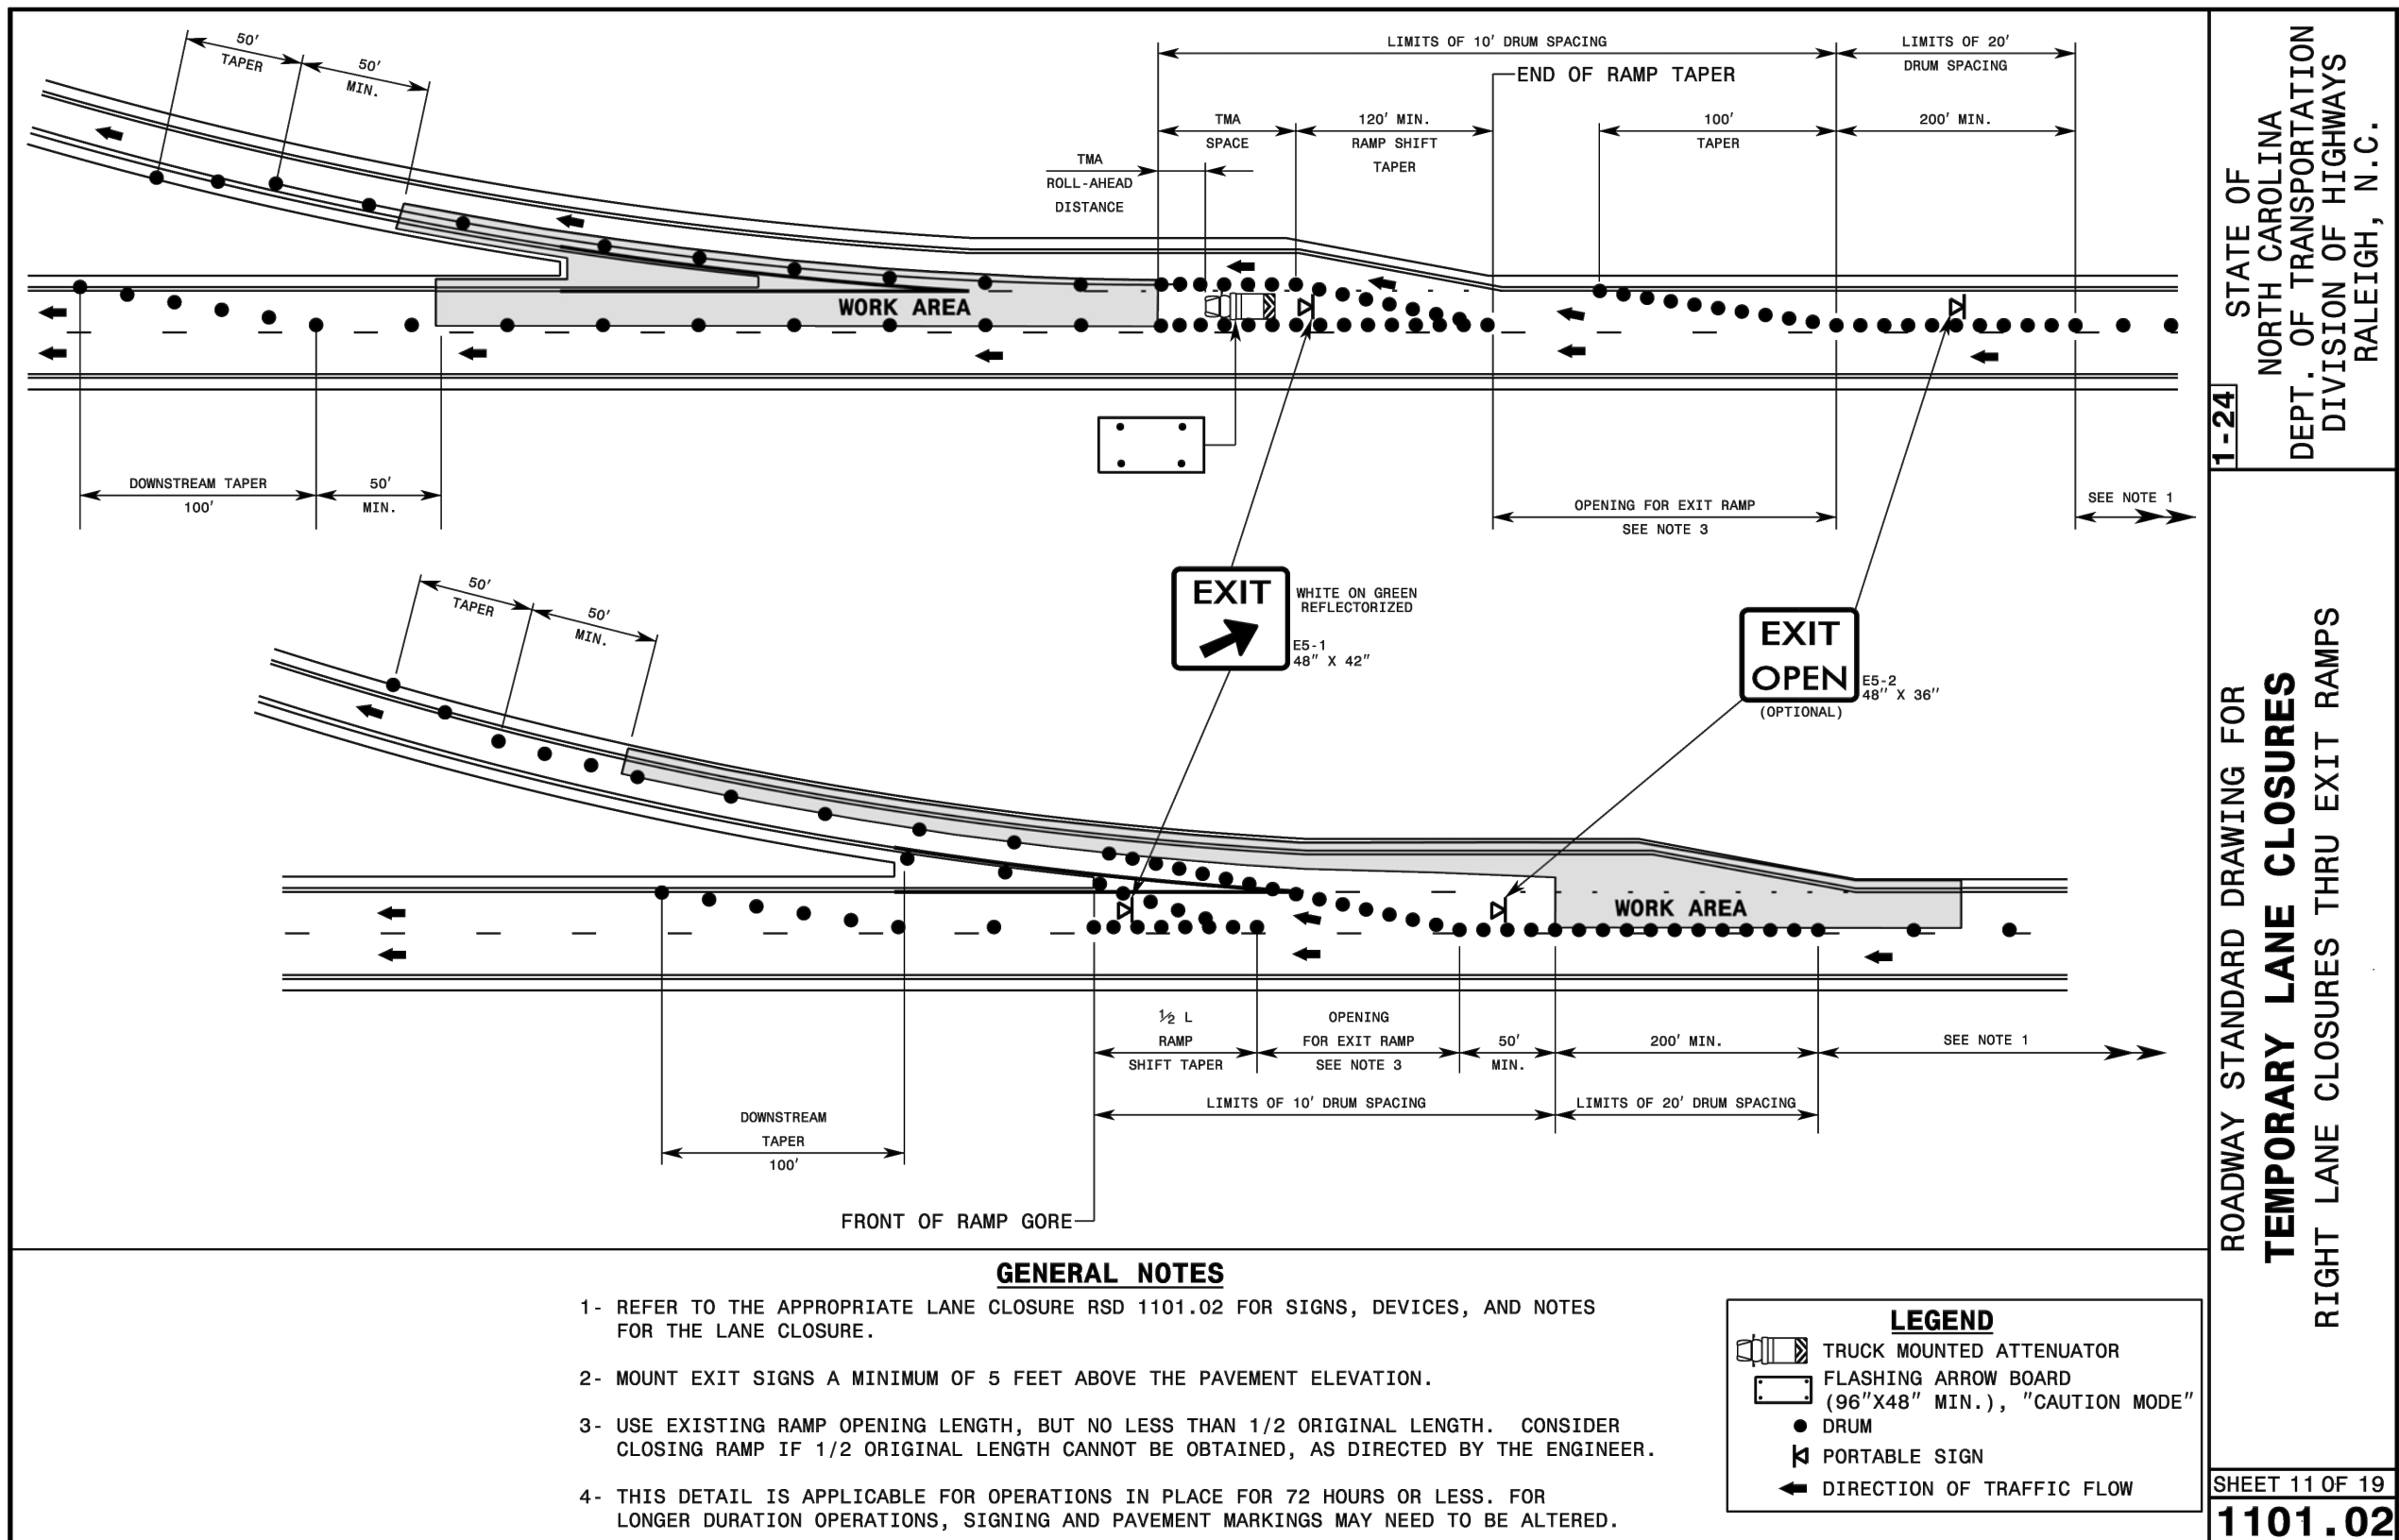 50'
TAPER
50'
MIN.
LIMITS OF 10' DRUM SPACING
LIMITS OF 20'
DRUM SPACING
END OF RAMP TAPER
TMA
SPACE
120' MIN.
RAMP SHIFT
TAPER
100'
TAPER
200' MIN.
TMA
ROLL-AHEAD
DISTANCE
WORK AREA
DOWNSTREAM TAPER
100'
50'
MIN.
OPENING FOR EXIT RAMP
SEE NOTE 3
SEE NOTE 1
EXIT
WHITE ON GREEN
REFLECTORIZED
E5-1
48" X 42"
EXIT
OPEN
E5-2
48" X 36"
(OPTIONAL)
50'
TAPER
50'
MIN.
WORK AREA
½ L
RAMP
SHIFT TAPER
OPENING
FOR EXIT RAMP
SEE NOTE 3
50'
MIN.
200' MIN.
SEE NOTE 1
LIMITS OF 10' DRUM SPACING
LIMITS OF 20' DRUM SPACING
DOWNSTREAM
TAPER
100'
FRONT OF RAMP GORE
GENERAL NOTES
1- REFER TO THE APPROPRIATE LANE CLOSURE RSD 1101.02 FOR SIGNS, DEVICES, AND NOTES
FOR THE LANE CLOSURE.
2- MOUNT EXIT SIGNS A MINIMUM OF 5 FEET ABOVE THE PAVEMENT ELEVATION.
3- USE EXISTING RAMP OPENING LENGTH, BUT NO LESS THAN 1/2 ORIGINAL LENGTH. CONSIDER
CLOSING RAMP IF 1/2 ORIGINAL LENGTH CANNOT BE OBTAINED, AS DIRECTED BY THE ENGINEER.
4- THIS DETAIL IS APPLICABLE FOR OPERATIONS IN PLACE FOR 72 HOURS OR LESS. FOR
LONGER DURATION OPERATIONS, SIGNING AND PAVEMENT MARKINGS MAY NEED TO BE ALTERED.
LEGEND
TRUCK MOUNTED ATTENUATOR
FLASHING ARROW BOARD
(96"X48" MIN.), "CAUTION MODE"
DRUM
PORTABLE SIGN
DIRECTION OF TRAFFIC FLOW
1-24
STATE OF
NORTH CAROLINA
DEPT. OF TRANSPORTATION
DIVISION OF HIGHWAYS
RALEIGH, N.C.
ROADWAY STANDARD DRAWING FOR
TEMPORARY LANE CLOSURES
RIGHT LANE CLOSURES THRU EXIT RAMPS
SHEET 11 OF 19
1101.02